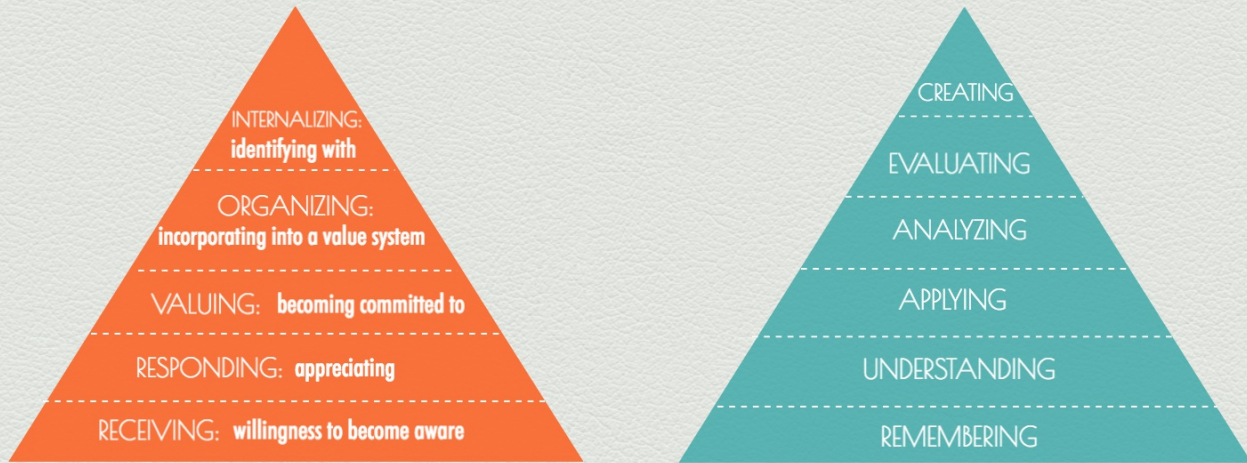 INTERNALIZING:
identifying with
ORGANIZING:
incorporating into a value system
VALUING: becoming committed to
RESPONDING: appreciating
RECEIVING: willingness to become aware
CREATING
EVALUATING
ANALYZING
APPLYING
UNDERSTANDING
REMEMBERING